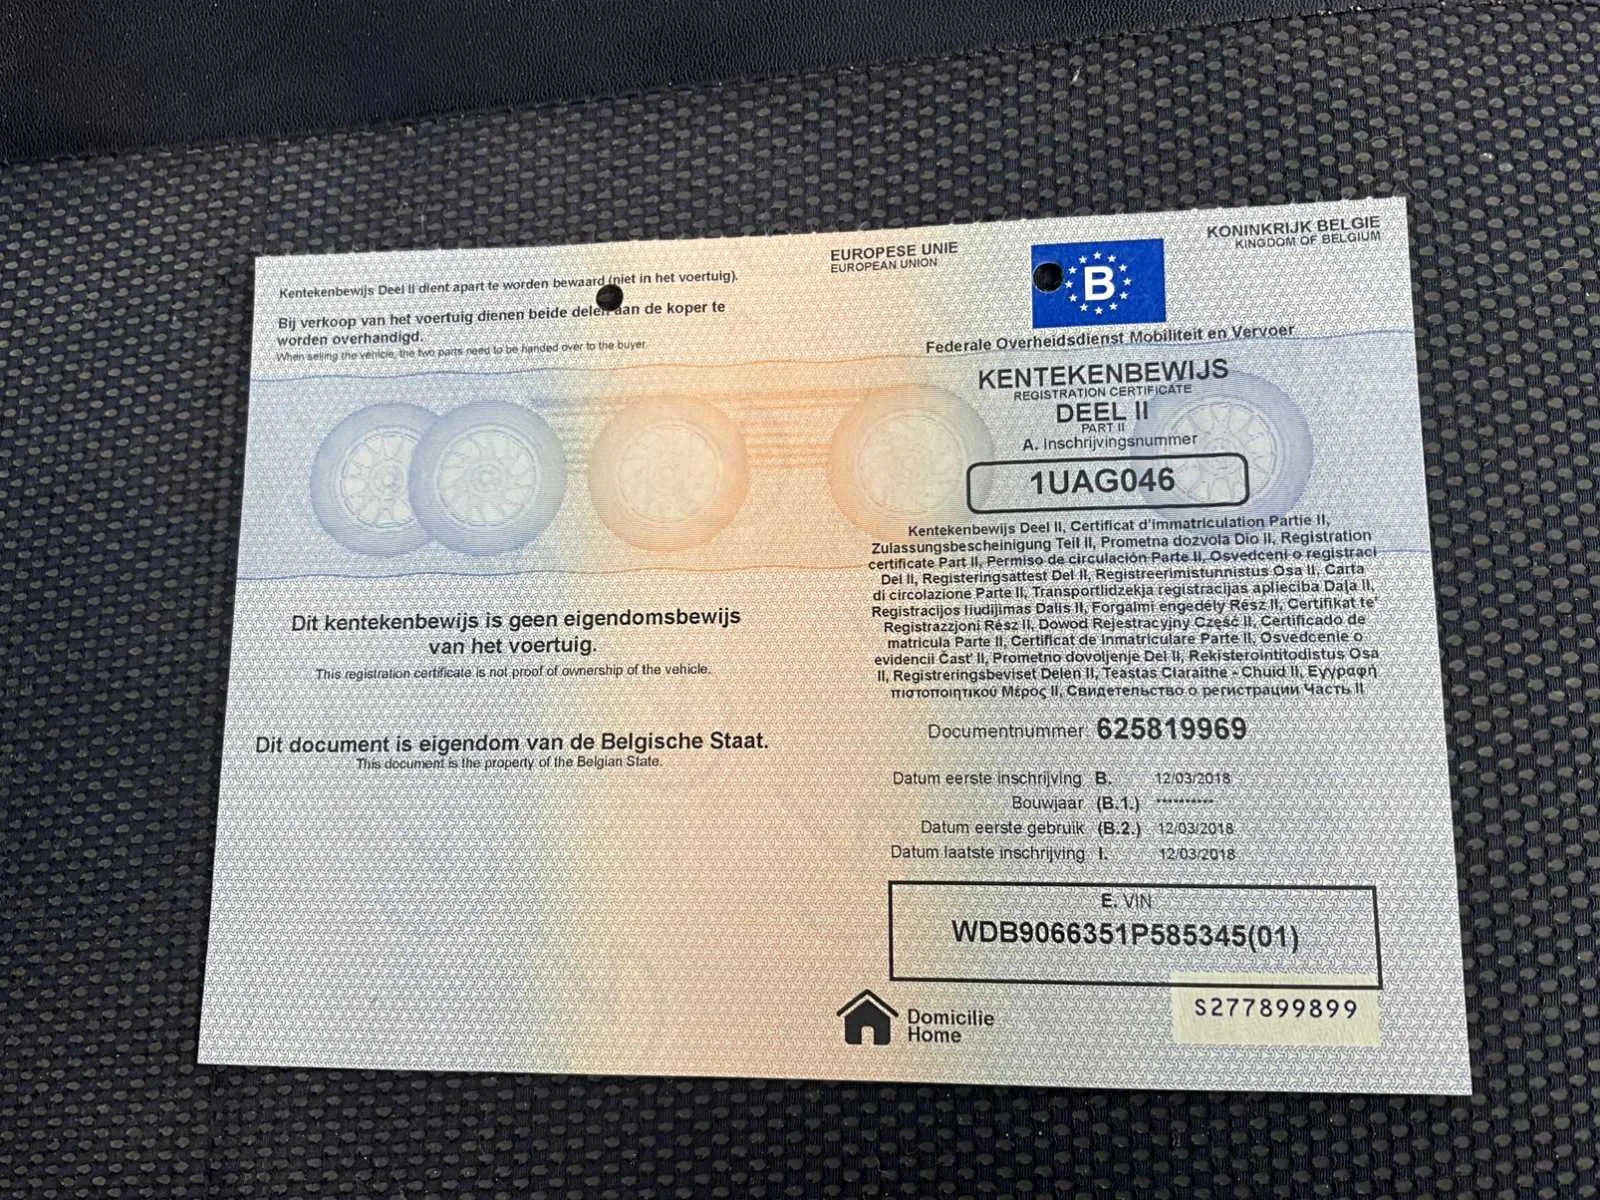 Kentekenbewijs Deel II dient apart te worden bewaard (niet in het voertuig).
Bij verkoop van het voertuig dienen beide delen aan de koper te
worden overhandigd.
When selling the vehicle, the two parts need to be handed over to the buyer
Dit kentekenbewijs is geen eigendomsbewijs
van het voertuig.
This registration certificate is not proof of ownership of the vehicle.
Dit document is eigendom van de Belgische Staat.
This document is the property of the Belgian State.
EUROPESE UNIE
EUROPEAN UNION
B
KONINKRIJK BELGIE
KINGDOM OF BELGIUM
Federale Overheidsdienst Mobiliteit en Vervoer
KENTEKENBEWIJS
REGISTRATION CERTIFICATE
DEEL II
PART II
A. Inschrijvingsnummer
1UAG046
Kentekenbewijs Deel II, Certificat d'immatriculation Partie II,
Zulassungsbescheinigung Teil II, Prometna dozvola Dio II, Registration
certificate Part II, Permiso de circulación Parte II, Osvedceni o registraci
Del II, Registeringsattest Del II, Registreerimistunnistus Osa II, Carta
di circolazione Parte II, Transportlidzekja registracijas aplieciba Daļa II,
Registracijos liudijimas Dalis II, Forgalmi engedély Rész II, Certifikat te'
Registrazzjoni Rész II, Dowod Rejestracyjny Część II, Certificado de
matricula Parte II, Certificat de Inmatriculare Parte II, Osvedcenie o
evidencii Čast' II, Prometno dovoljenje Del II, Rekisterointitodistus Osa
II, Registreringsbeviset Delen II, Teastas Claraithe - Chuid II, Εγγραφή
πιστοποιητικού Μέρος II, Свидетельство о регистрации Часть II
Documentnummer: 625819969
Datum eerste inschrijving B. 12/03/2018
Bouwjaar (B.1.) **********
Datum eerste gebruik (B.2.) 12/03/2018
Datum laatste inschrijving I. 12/03/2018
E. VIN
WDB9066351P585345(01)
Domicilie
Home
S277899899